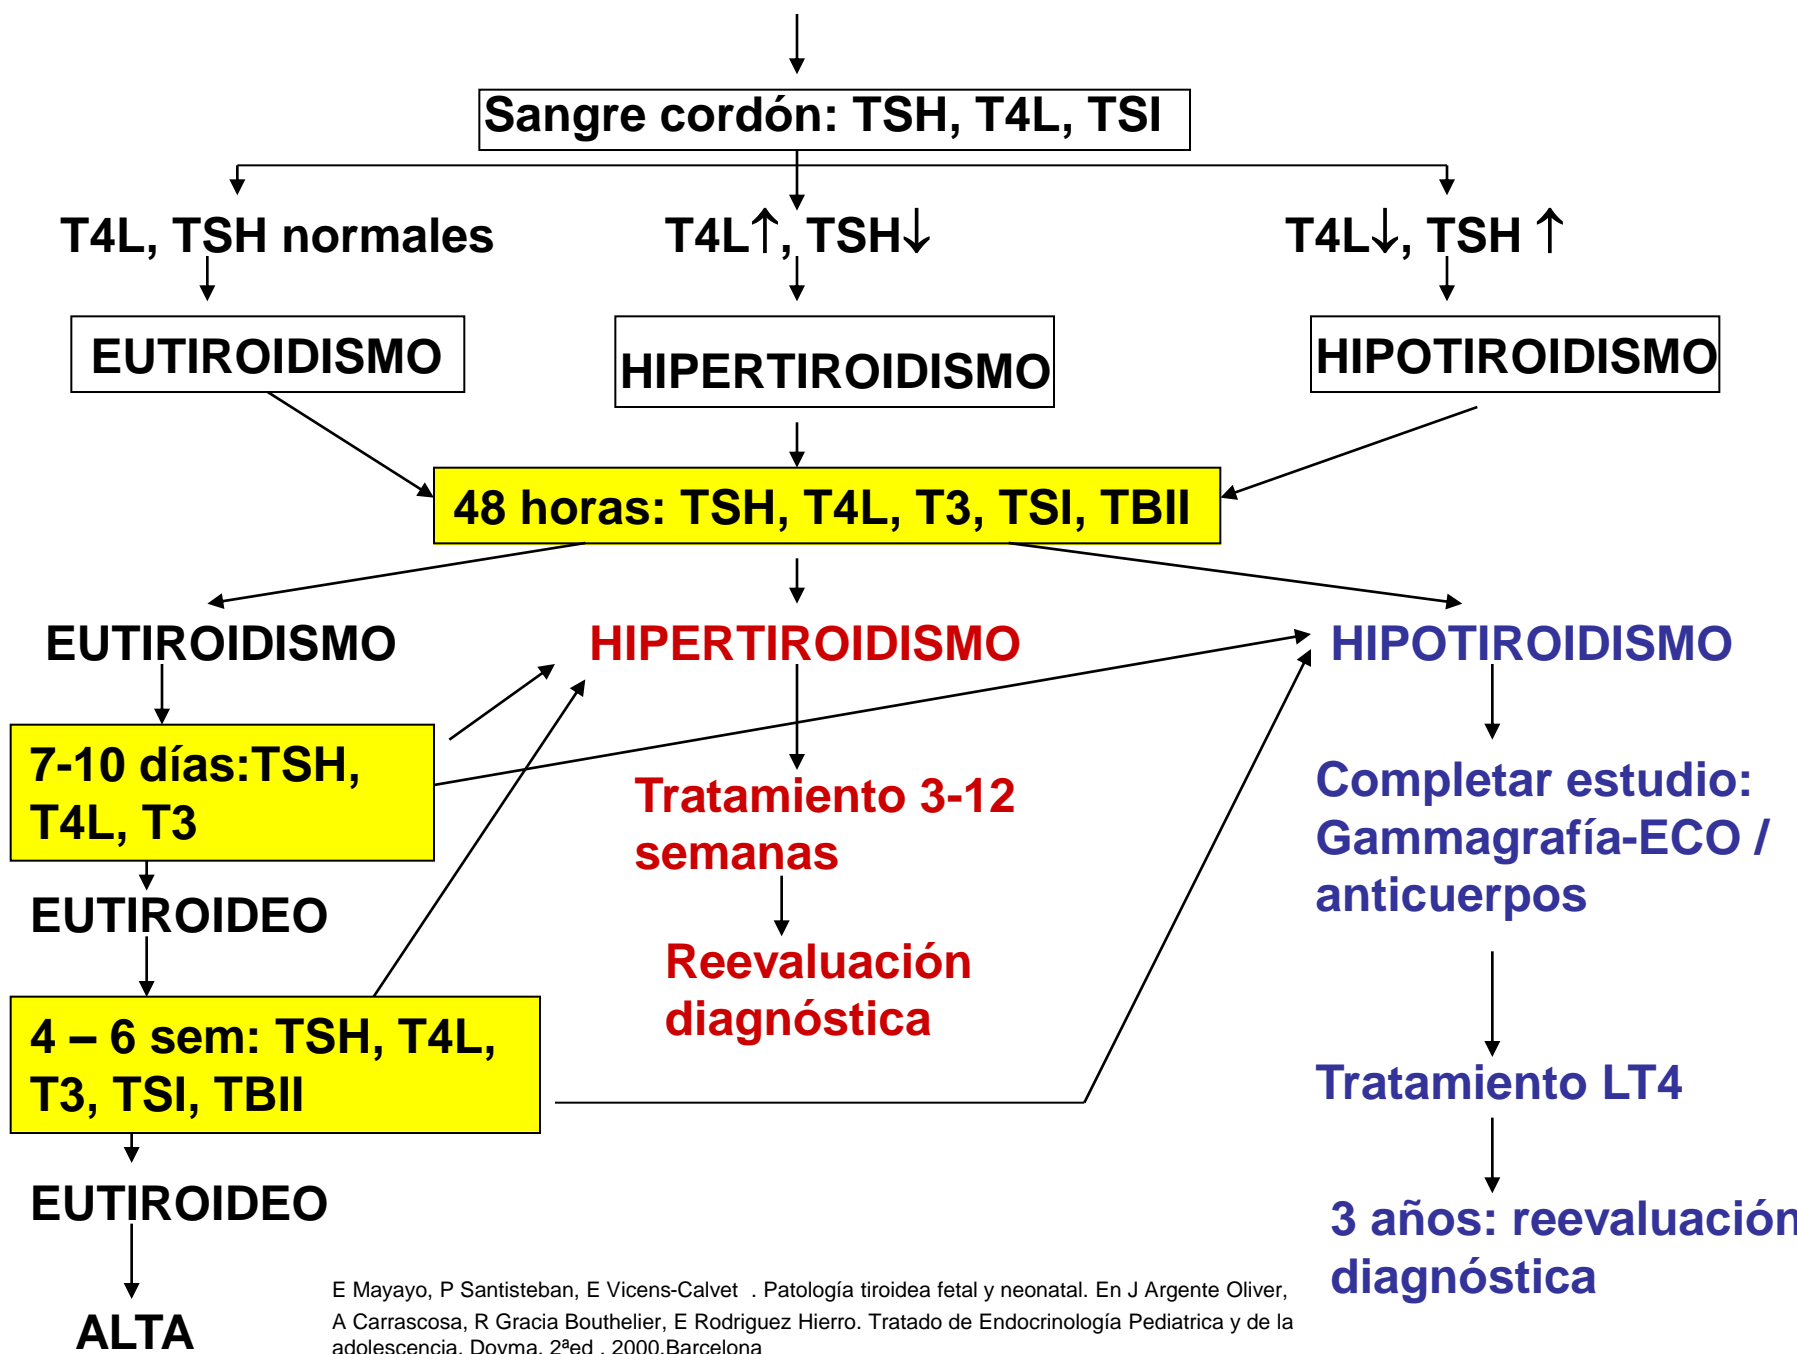 Sangre cordón: TSH, T4L, TSI
T4L, TSH normales
T4L↑, TSH↓
T4L↓, TSH ↑
EUTIROIDISMO
HIPERTIROIDISMO
HIPOTIROIDISMO
48 horas: TSH, T4L, T3, TSI, TBII
EUTIROIDISMO
HIPERTIROIDISMO
HIPOTIROIDISMO
7-10 días:TSH,
T4L, T3
Tratamiento 3-12
semanas
Completar estudio:
Gammagrafía-ECO /
anticuerpos
EUTIROIDEO
Reevaluación
diagnóstica
4 – 6 sem: TSH, T4L,
T3, TSI, TBII
Tratamiento LT4
EUTIROIDEO
3 años: reevaluación
diagnóstica
ALTA
E Mayayo, P Santisteban, E Vicens-Calvet . Patología tiroidea fetal y neonatal. En J Argente Oliver,
A Carrascosa, R Gracia Bouthelier, E Rodriguez Hierro. Tratado de Endocrinología Pediatrica y de la
adolescencia. Doyma, 2ªed , 2000.Barcelona